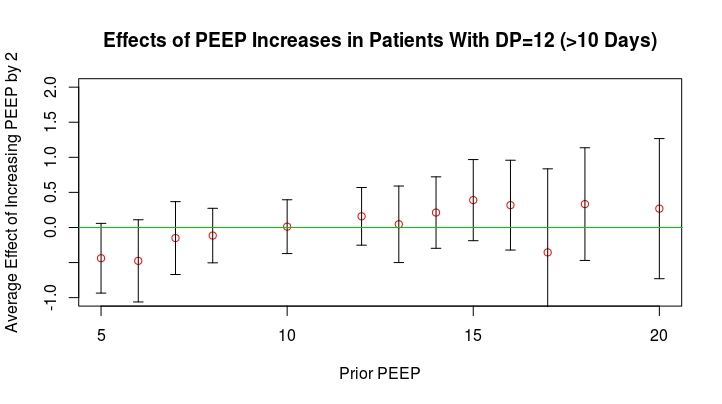 Effects of PEEP Increases in Patients With DP=12 (>10 Days)
Average Effect of Increasing PEEP by 2
2.0
1.5
1.0
0.5
0.0
-1.0
5 10 15 20
Prior PEEP